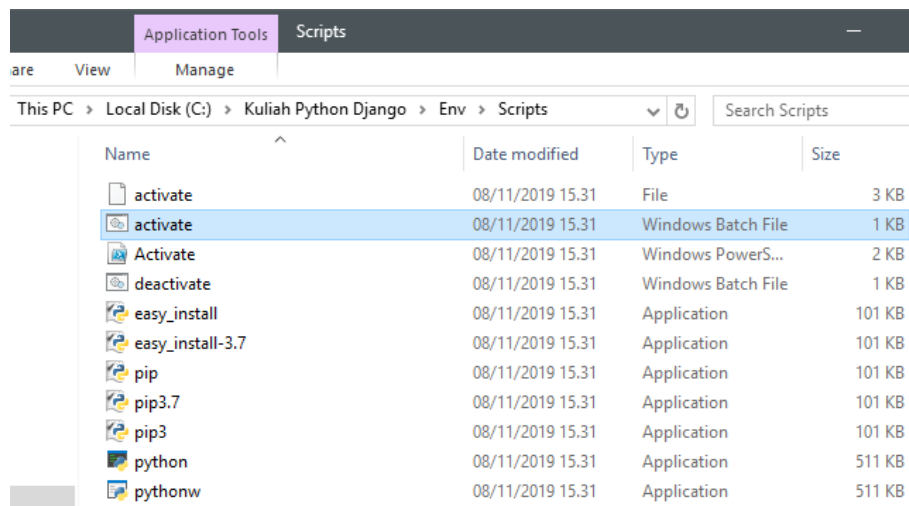 Application Tools Scripts
are View Manage
This PC > Local Disk (C:) > Kuliah Python Django > Env > Scripts Search Scripts
Name Date modified Type Size
activate 08/11/2019 15.31 File 3 KB
activate 08/11/2019 15.31 Windows Batch File 1 KB
Activate 08/11/2019 15.31 Windows PowerS... 2 KB
deactivate 08/11/2019 15.31 Windows Batch File 1 KB
easy_install 08/11/2019 15.31 Application 101 KB
easy_install-3.7 08/11/2019 15.31 Application 101 KB
pip 08/11/2019 15.31 Application 101 KB
pip3.7 08/11/2019 15.31 Application 101 KB
pip3 08/11/2019 15.31 Application 101 KB
python 08/11/2019 15.31 Application 511 KB
pythonw 08/11/2019 15.31 Application 511 KB